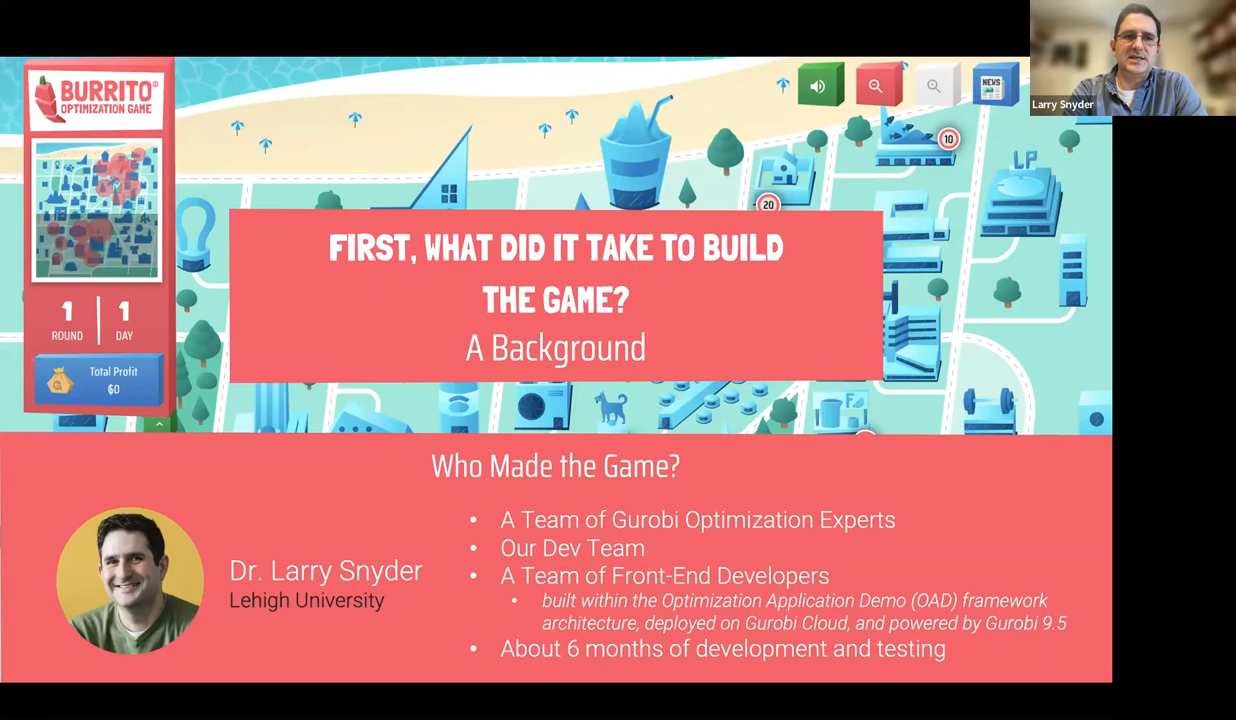 Larry Snyder
BURRITO®
OPTIMIZATION GAME
NEWS
10
20
LP
FIRST, WHAT DID IT TAKE TO BUILD
THE GAME?
A Background
1
1
ROUND
DAY
Total Profit
₲0
Who Made the Game?
Dr. Larry Snyder
Lehigh University
• A Team of Gurobi Optimization Experts
• Our Dev Team
• A Team of Front-End Developers
• built within the Optimization Application Demo (OAD) framework
architecture, deployed on Gurobi Cloud, and powered by Gurobi 9.5
• About 6 months of development and testing